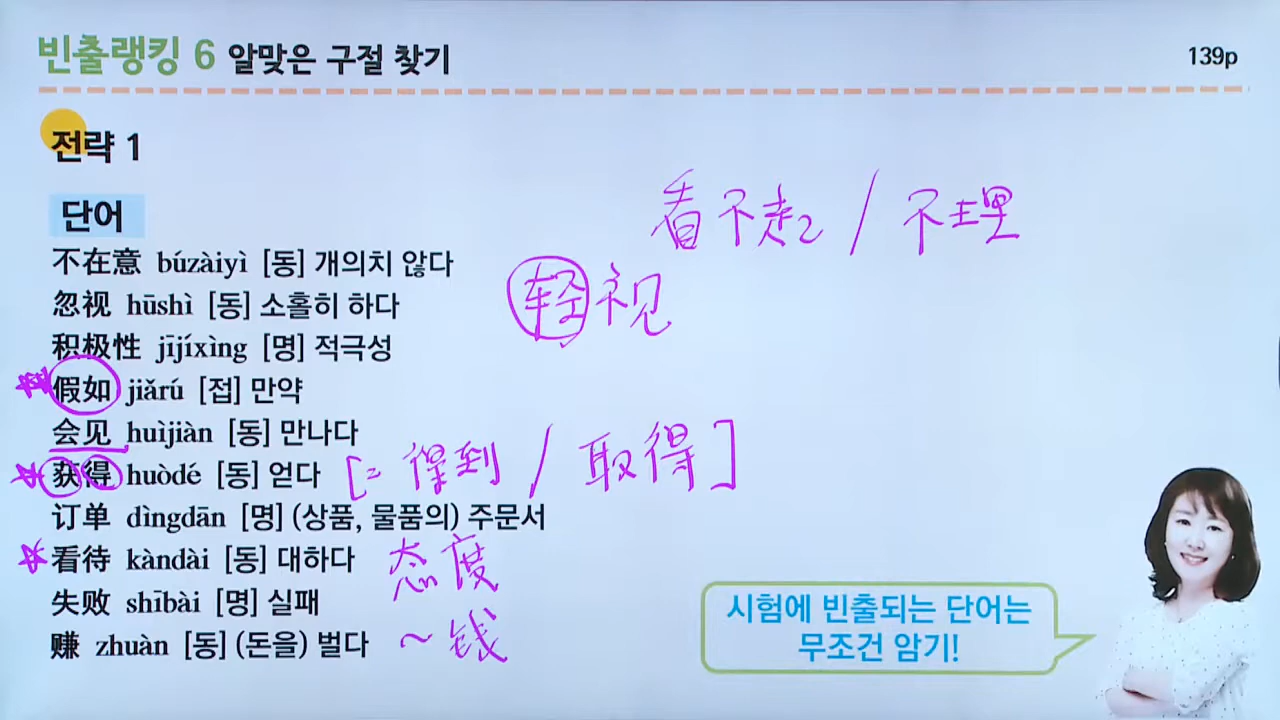 빈출랭킹 6 알맞은 구절 찾기
139p
전략 1
단어
看不起 / 不理
不在意 búzàiyì [동] 개의치 않다
忽视 hūshì [동] 소홀히 하다
轻视
积极性 jījíxìng [명] 적극성
假如 jiǎrú [접] 만약
会见 huìjiàn [동] 만나다
获得 huòdé [동] 얻다 [= 得到 / 取得]
订单 dìngdān [명] (상품, 물품의) 주문서
看待 kàndài [동] 대하다 态度
失败 shībài [명] 실패
赚 zhuàn [동] (돈을) 벌다 ~钱
시험에 빈출되는 단어는
무조건 암기!